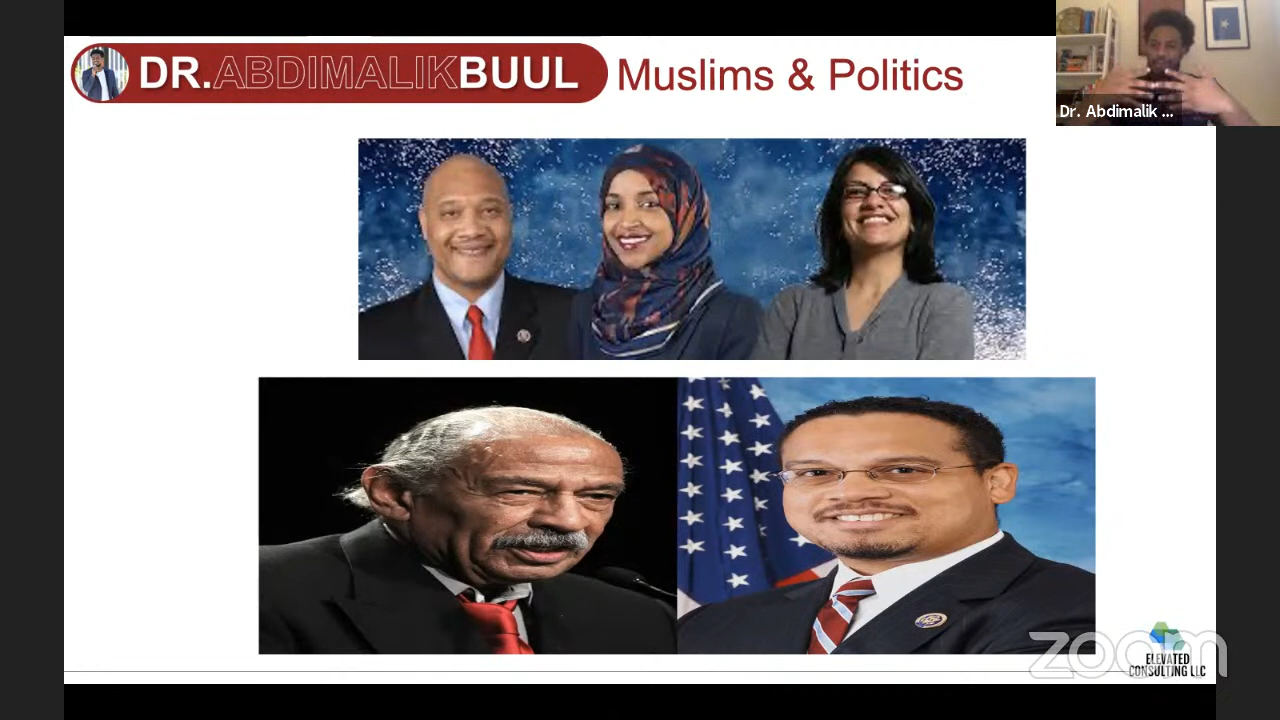 DR.ABDIMALIKBUUL Muslims & Politics
Dr. Abdimalik ...
zoom
ELEVATED
CONSULTING LLC